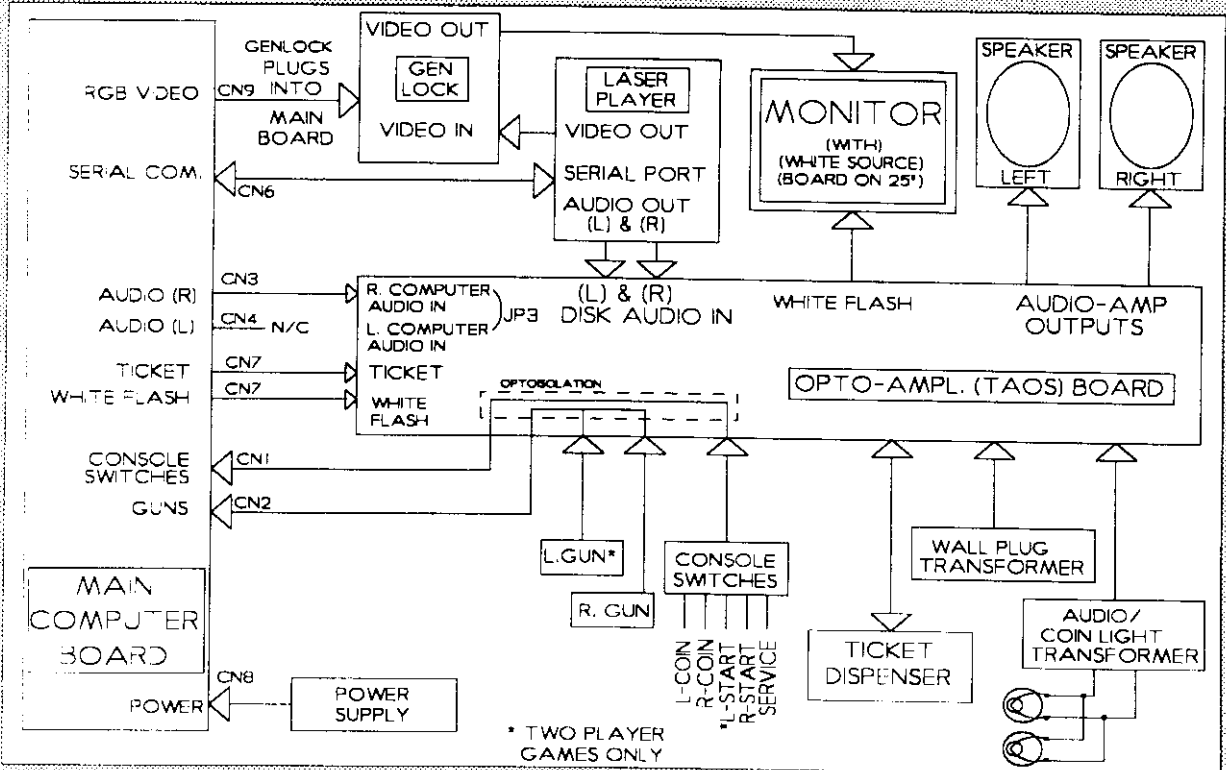 RGB VIDEO
CN9
GENLOCK
PLUGS
INTO
MAIN
BOARD
SERIAL COM.
CN6
VIDEO OUT
GEN
LOCK
VIDEO IN
LASER
PLAYER
VIDEO OUT
SERIAL PORT
AUDIO OUT
(L) & (R)
MONITOR
(WITH)
(WHITE SOURCE)
(BOARD ON 25")
SPEAKER
LEFT
SPEAKER
RIGHT
AUDIO (R)
CN3
AUDIO (L)
CN4
N/C
TICKET
CN7
WHITE FLASH
CN7
CONSOLE
SWITCHES
CN1
GUNS
CN2
R. COMPUTER
AUDIO IN
JP3
L. COMPUTER
AUDIO IN
TICKET
WHITE
FLASH
(L) & (R)
DISK AUDIO IN
WHITE FLASH
AUDIO-AMP
OUTPUTS
OPTOISOLATION
OPTO-AMPL. (TAOS) BOARD
MAIN
COMPUTER
BOARD
POWER
CN8
POWER
SUPPLY
L.GUN*
R. GUN
CONSOLE
SWITCHES
L-COIN
R-COIN
*L-START
R-START
SERVICE
* TWO PLAYER
GAMES ONLY
TICKET
DISPENSER
WALL PLUG
TRANSFORMER
AUDIO/
COIN LIGHT
TRANSFORMER